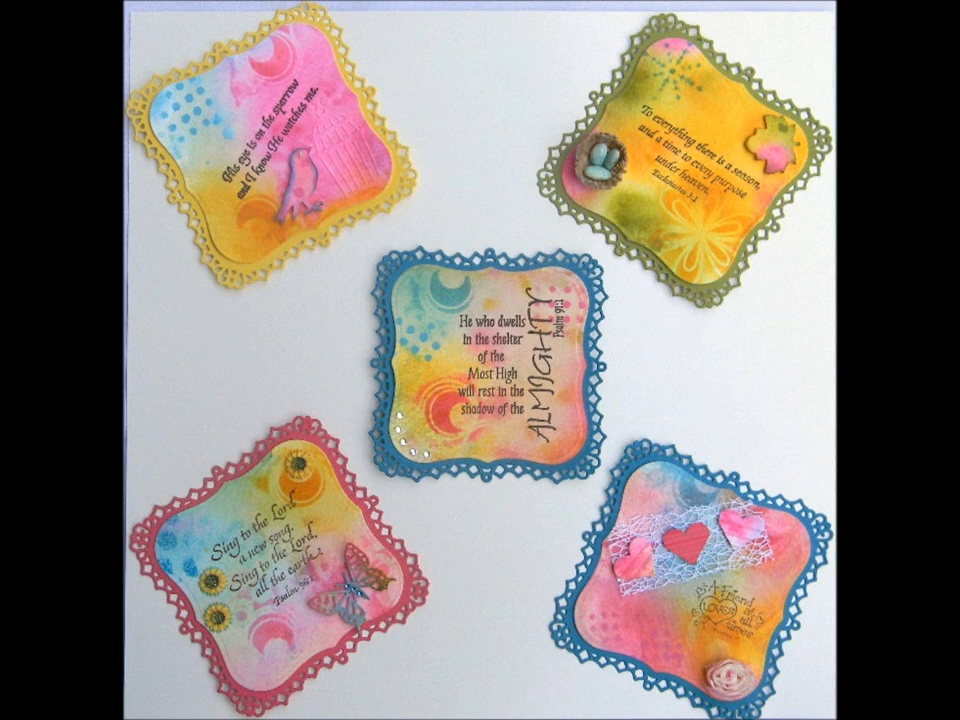 His eye is on the sparrow
and I know He watches me.
To everything there is a season,
and a time to every purpose
under heaven.
Ecclesiastes 3:1
He who dwells
in the shelter
of the
Most High
will rest in the
shadow of the
ALMIGHTY
Psalm 91:1
Sing to the Lord
a new song.
Sing to the Lord,
all the earth.
Psalm 96:1
A Friend
LOVES
at
all
times